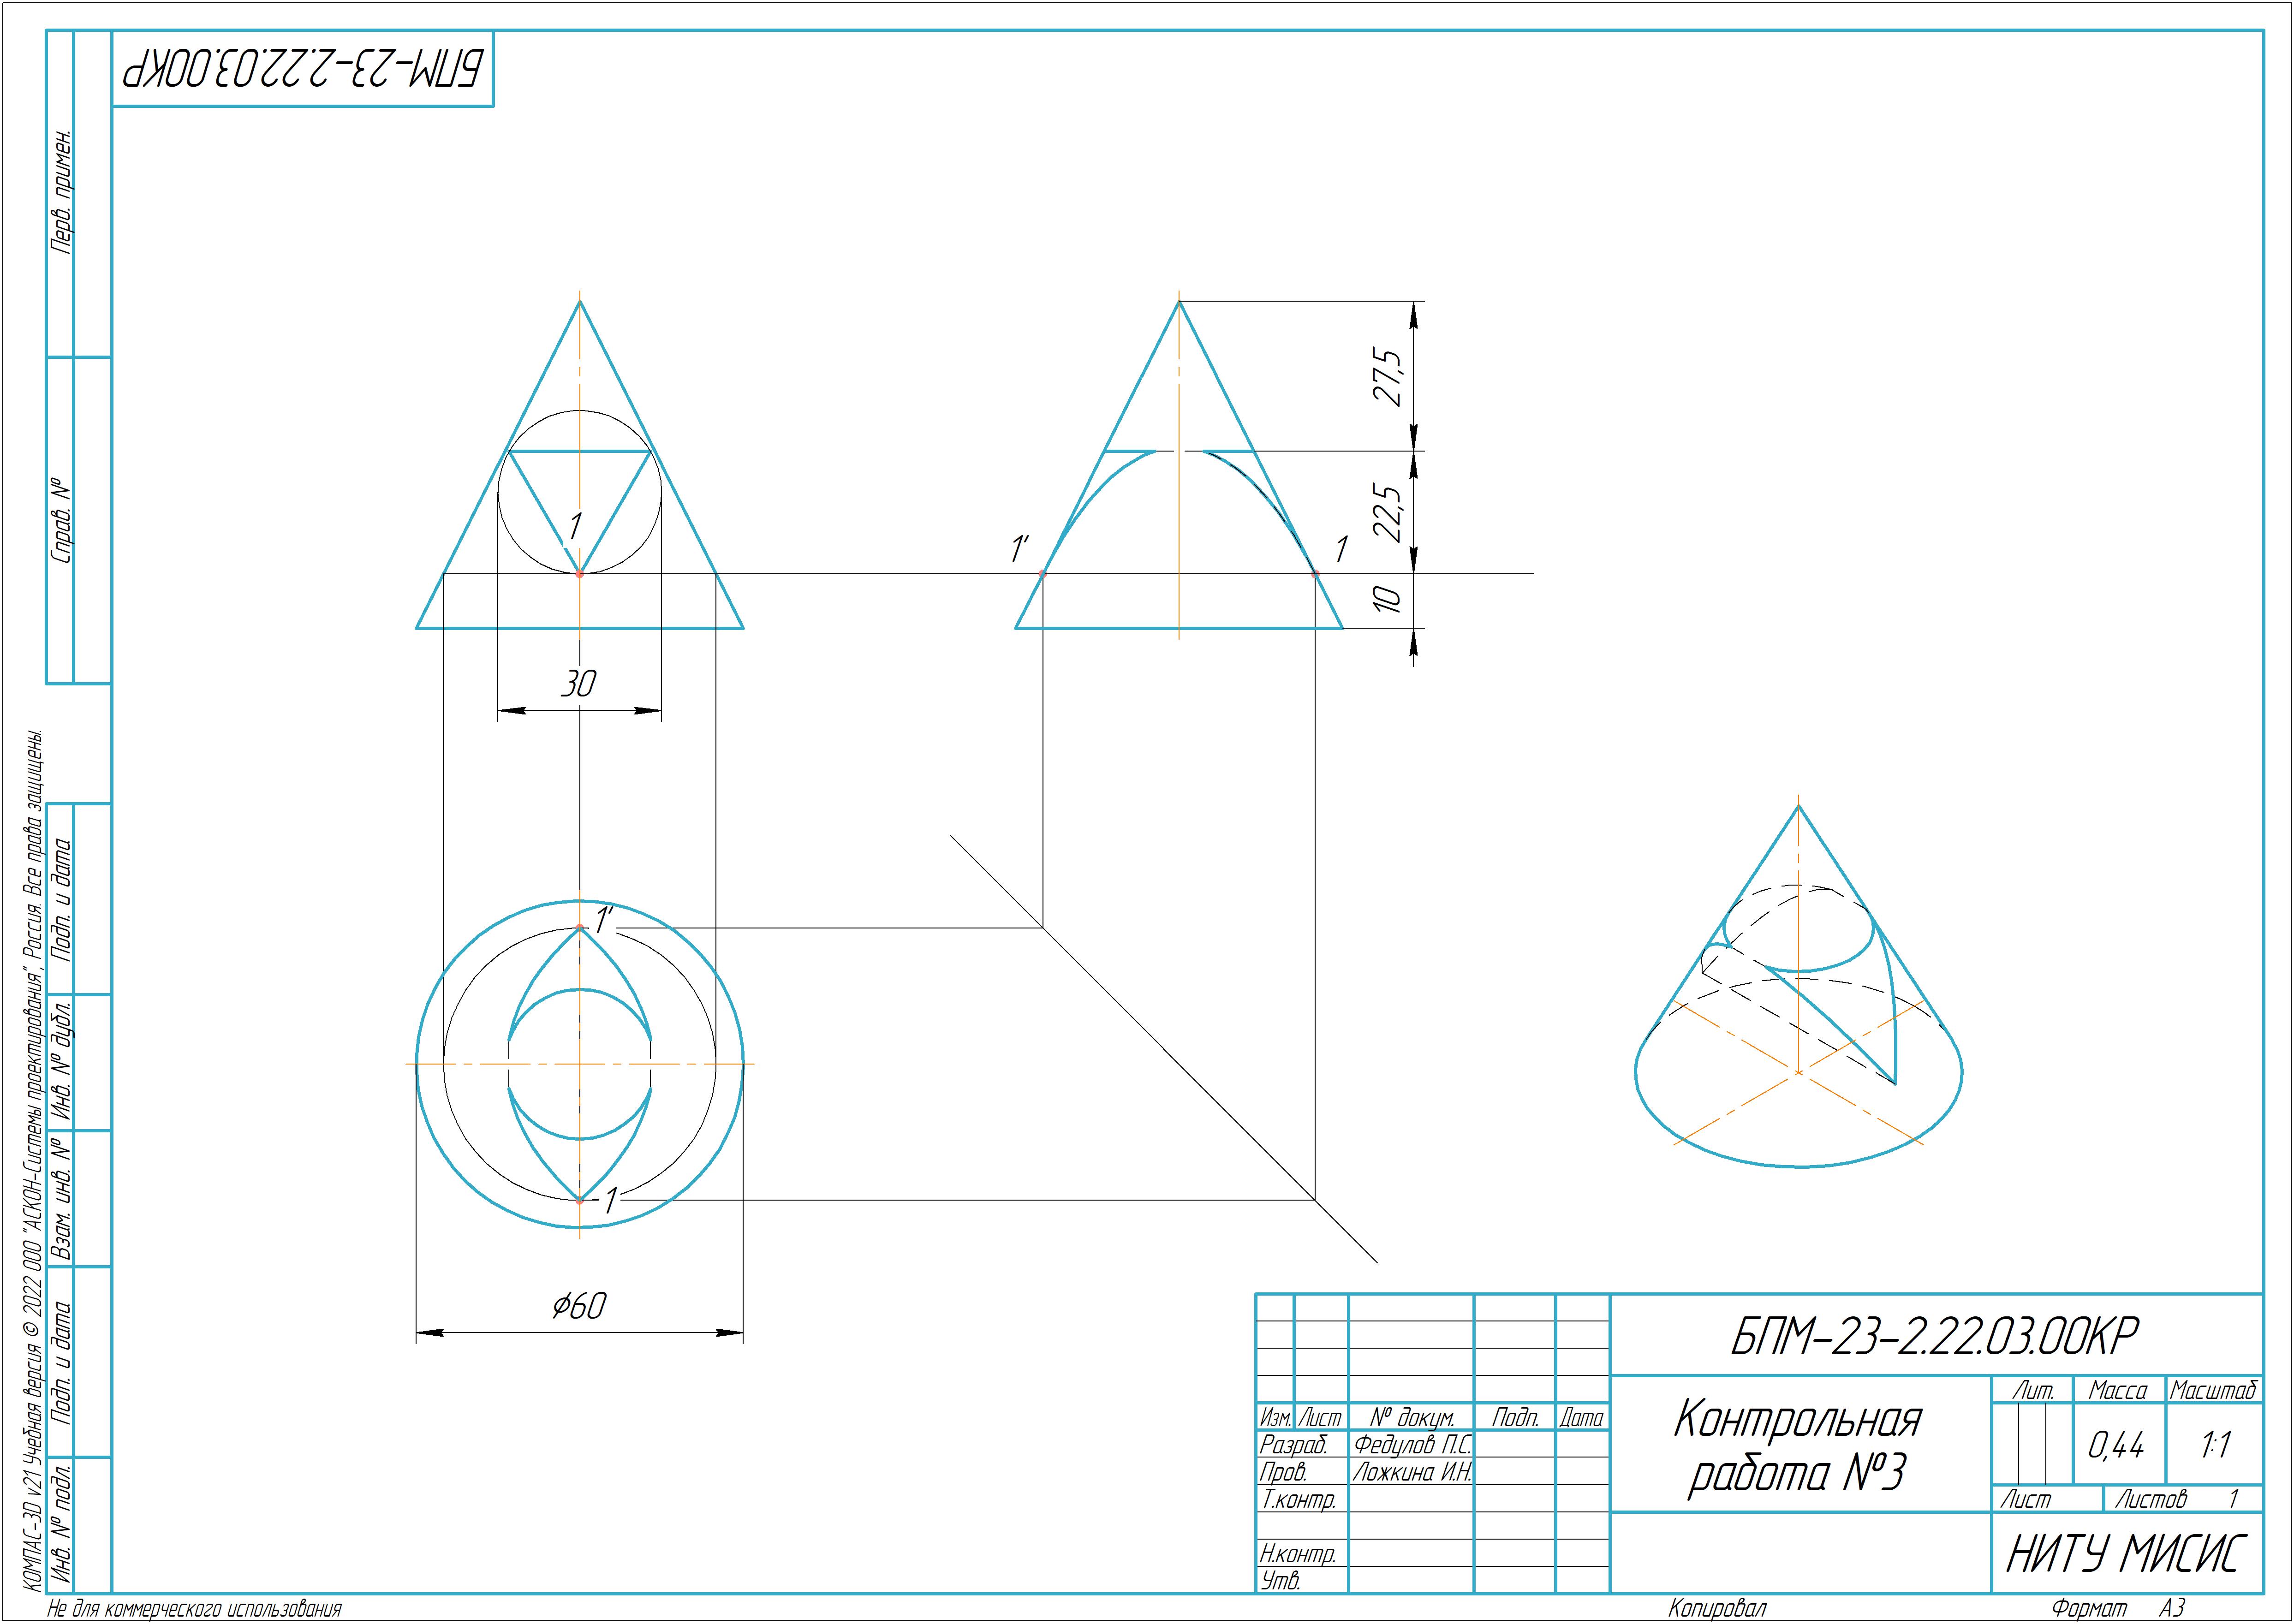 БПМ-23-2.22.03.00КР
Перв. примен.
Справ. №
Подп. и дата
Инв. № дубл.
Взам. инв. №
Подп. и дата
Инв. № подл.
КОМПАС-3D v21 Учебная версия © 2022 ООО "АСКОН-Системы проектирования", Россия. Все права защищены.
27,5
22,5
10
1
1'
1
30
1'
1
⌀60
БПМ-23-2.22.03.00КР
Контрольная
работа №3
Лит. Масса Масштаб
0,44 1:1
Лист Листов 1
НИТУ МИСИС
Изм. Лист № докум. Подп. Дата
Разраб. Федулов П.С.
Пров. Ложкина И.Н.
Т.контр.
Н.контр.
Утв.
Не для коммерческого использования
Копировал
Формат А3